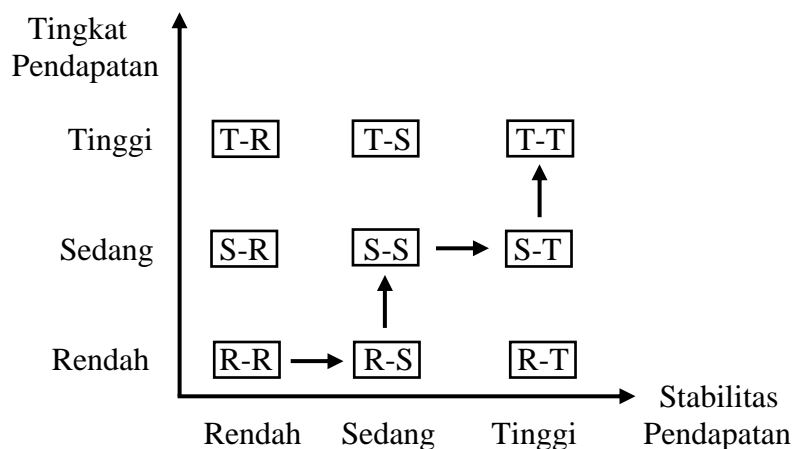 Tingkat
Pendapatan
Tinggi T-R T-S T-T
Sedang S-R S-S S-T
Rendah R-R R-S R-T
Stabilitas
Pendapatan
Rendah Sedang Tinggi